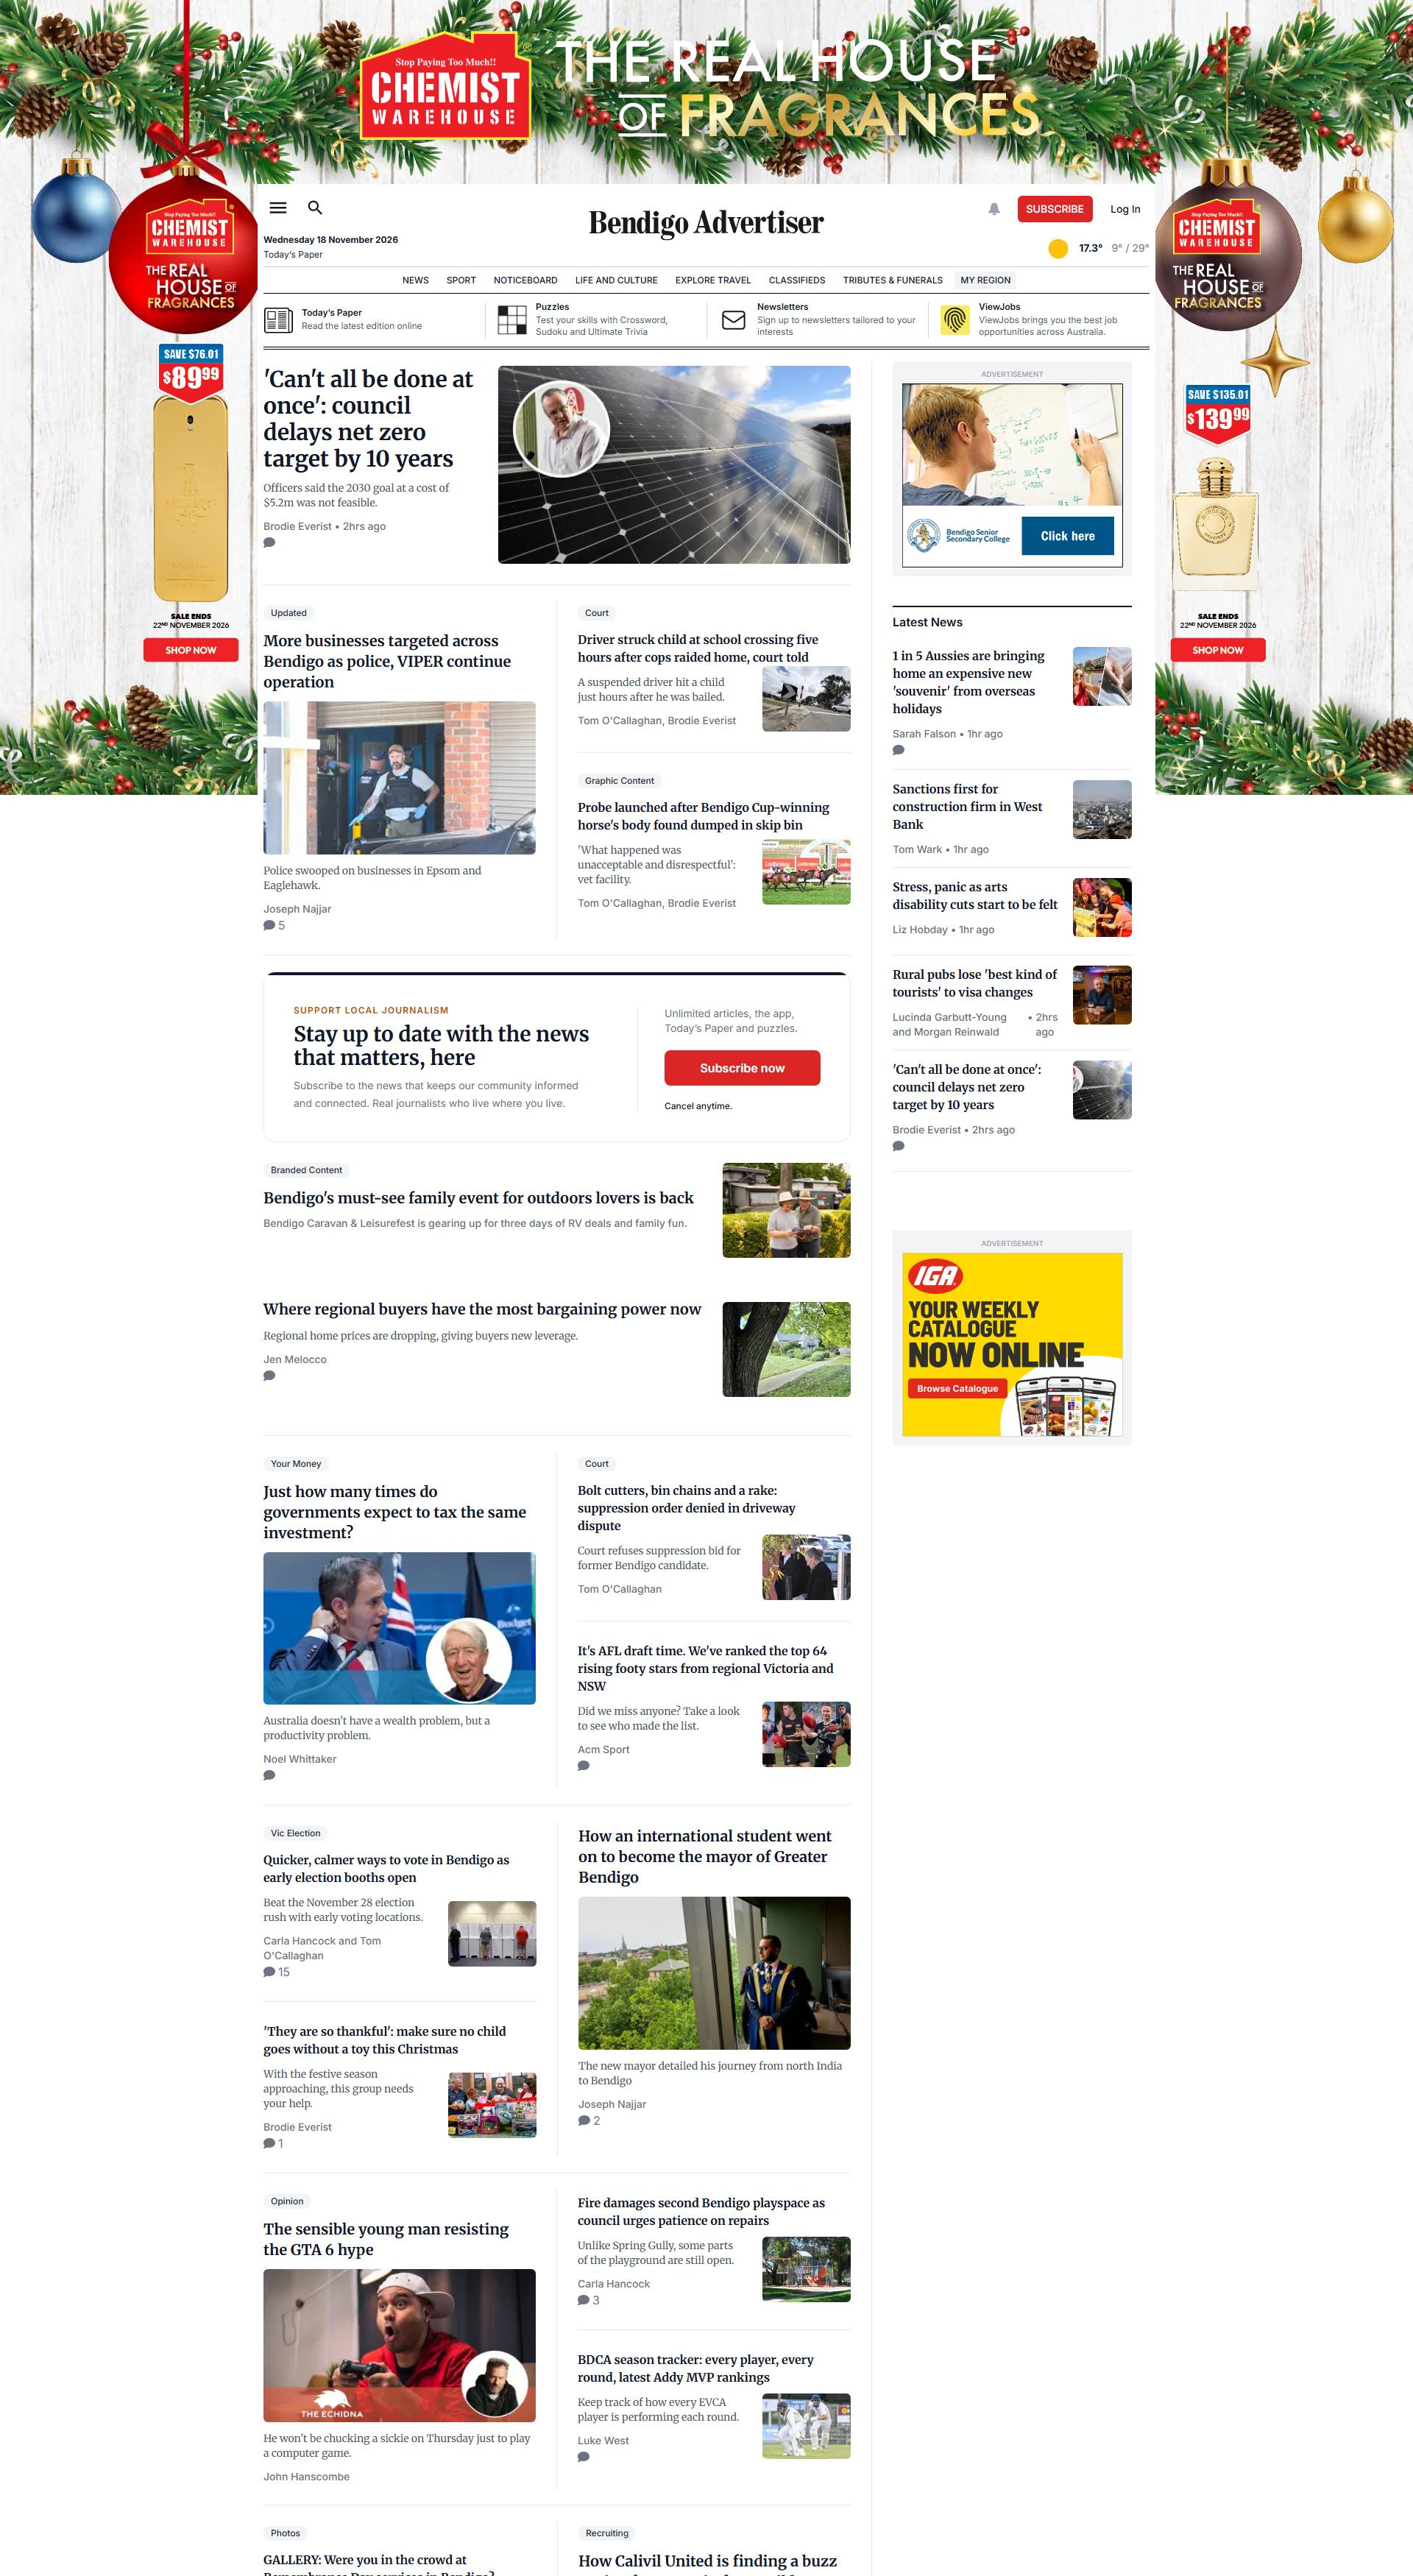 Stop Paying Too Much!!
CHEMIST
WAREHOUSE
®
THE REAL HOUSE
OF FRAGRANCES
Stop Paying Too Much!!
CHEMIST
WAREHOUSE
THE REAL
HOUSE OF
FRAGRANCES
SAVE $76.01
$89.99
SALE ENDS
22ND NOVEMBER 2026
SHOP NOW
Stop Paying Too Much!!
CHEMIST
WAREHOUSE
THE REAL
HOUSE OF
FRAGRANCES
SAVE $135.01
$139.99
SALE ENDS
22ND NOVEMBER 2026
SHOP NOW
Bendigo Advertiser
SUBSCRIBE
Log In
Wednesday 18 November 2026
Today's Paper
17.3° 9° / 29°
NEWS SPORT NOTICEBOARD LIFE AND CULTURE EXPLORE TRAVEL CLASSIFIEDS TRIBUTES & FUNERALS MY REGION
Today's Paper
Read the latest edition online
Puzzles
Test your skills with Crossword,
Sudoku and Ultimate Trivia
Newsletters
Sign up to newsletters tailored to your
interests
ViewJobs
ViewJobs brings you the best job
opportunities across Australia.
'Can't all be done at
once': council
delays net zero
target by 10 years
Officers said the 2030 goal at a cost of
$5.2m was not feasible.
Brodie Everist • 2hrs ago
Updated
More businesses targeted across
Bendigo as police, VIPER continue
operation
Police swooped on businesses in Epsom and
Eaglehawk.
Joseph Najjar
5
Court
Driver struck child at school crossing five
hours after cops raided home, court told
A suspended driver hit a child
just hours after he was bailed.
Tom O'Callaghan, Brodie Everist
Graphic Content
Probe launched after Bendigo Cup-winning
horse's body found dumped in skip bin
'What happened was
unacceptable and disrespectful':
vet facility.
Tom O'Callaghan, Brodie Everist
SUPPORT LOCAL JOURNALISM
Stay up to date with the news
that matters, here
Subscribe to the news that keeps our community informed
and connected. Real journalists who live where you live.
Unlimited articles, the app,
Today's Paper and puzzles.
Subscribe now
Cancel anytime.
Branded Content
Bendigo's must-see family event for outdoors lovers is back
Bendigo Caravan & Leisurefest is gearing up for three days of RV deals and family fun.
Where regional buyers have the most bargaining power now
Regional home prices are dropping, giving buyers new leverage.
Jen Melocco
Your Money
Just how many times do
governments expect to tax the same
investment?
Budget
Australia doesn't have a wealth problem, but a
productivity problem.
Noel Whittaker
Court
Bolt cutters, bin chains and a rake:
suppression order denied in driveway
dispute
Court refuses suppression bid for
former Bendigo candidate.
Tom O'Callaghan
It's AFL draft time. We've ranked the top 64
rising footy stars from regional Victoria and
NSW
Did we miss anyone? Take a look
to see who made the list.
Acm Sport
Vic Election
Quicker, calmer ways to vote in Bendigo as
early election booths open
Beat the November 28 election
rush with early voting locations.
Carla Hancock and Tom
O'Callaghan
15
'They are so thankful': make sure no child
goes without a toy this Christmas
With the festive season
approaching, this group needs
your help.
Brodie Everist
1
How an international student went
on to become the mayor of Greater
Bendigo
The new mayor detailed his journey from north India
to Bendigo
Joseph Najjar
2
Opinion
The sensible young man resisting
the GTA 6 hype
THE ECHIDNA
He won't be chucking a sickie on Thursday just to play
a computer game.
John Hanscombe
Fire damages second Bendigo playspace as
council urges patience on repairs
Unlike Spring Gully, some parts
of the playground are still open.
Carla Hancock
3
BDCA season tracker: every player, every
round, latest Addy MVP rankings
Keep track of how every EVCA
player is performing each round.
Luke West
Photos
GALLERY: Were you in the crowd at
Recruiting
How Calivil United is finding a buzz
ADVERTISEMENT
Bendigo Senior
Secondary College
Click here
Latest News
1 in 5 Aussies are bringing
home an expensive new
'souvenir' from overseas
holidays
Sarah Falson • 1hr ago
Sanctions first for
construction firm in West
Bank
Tom Wark • 1hr ago
Stress, panic as arts
disability cuts start to be felt
Liz Hobday • 1hr ago
Rural pubs lose 'best kind of
tourists' to visa changes
Lucinda Garbutt-Young
and Morgan Reinwald
• 2hrs
ago
'Can't all be done at once':
council delays net zero
target by 10 years
Brodie Everist • 2hrs ago
ADVERTISEMENT
IGA
YOUR WEEKLY
CATALOGUE
NOW ONLINE
Browse Catalogue